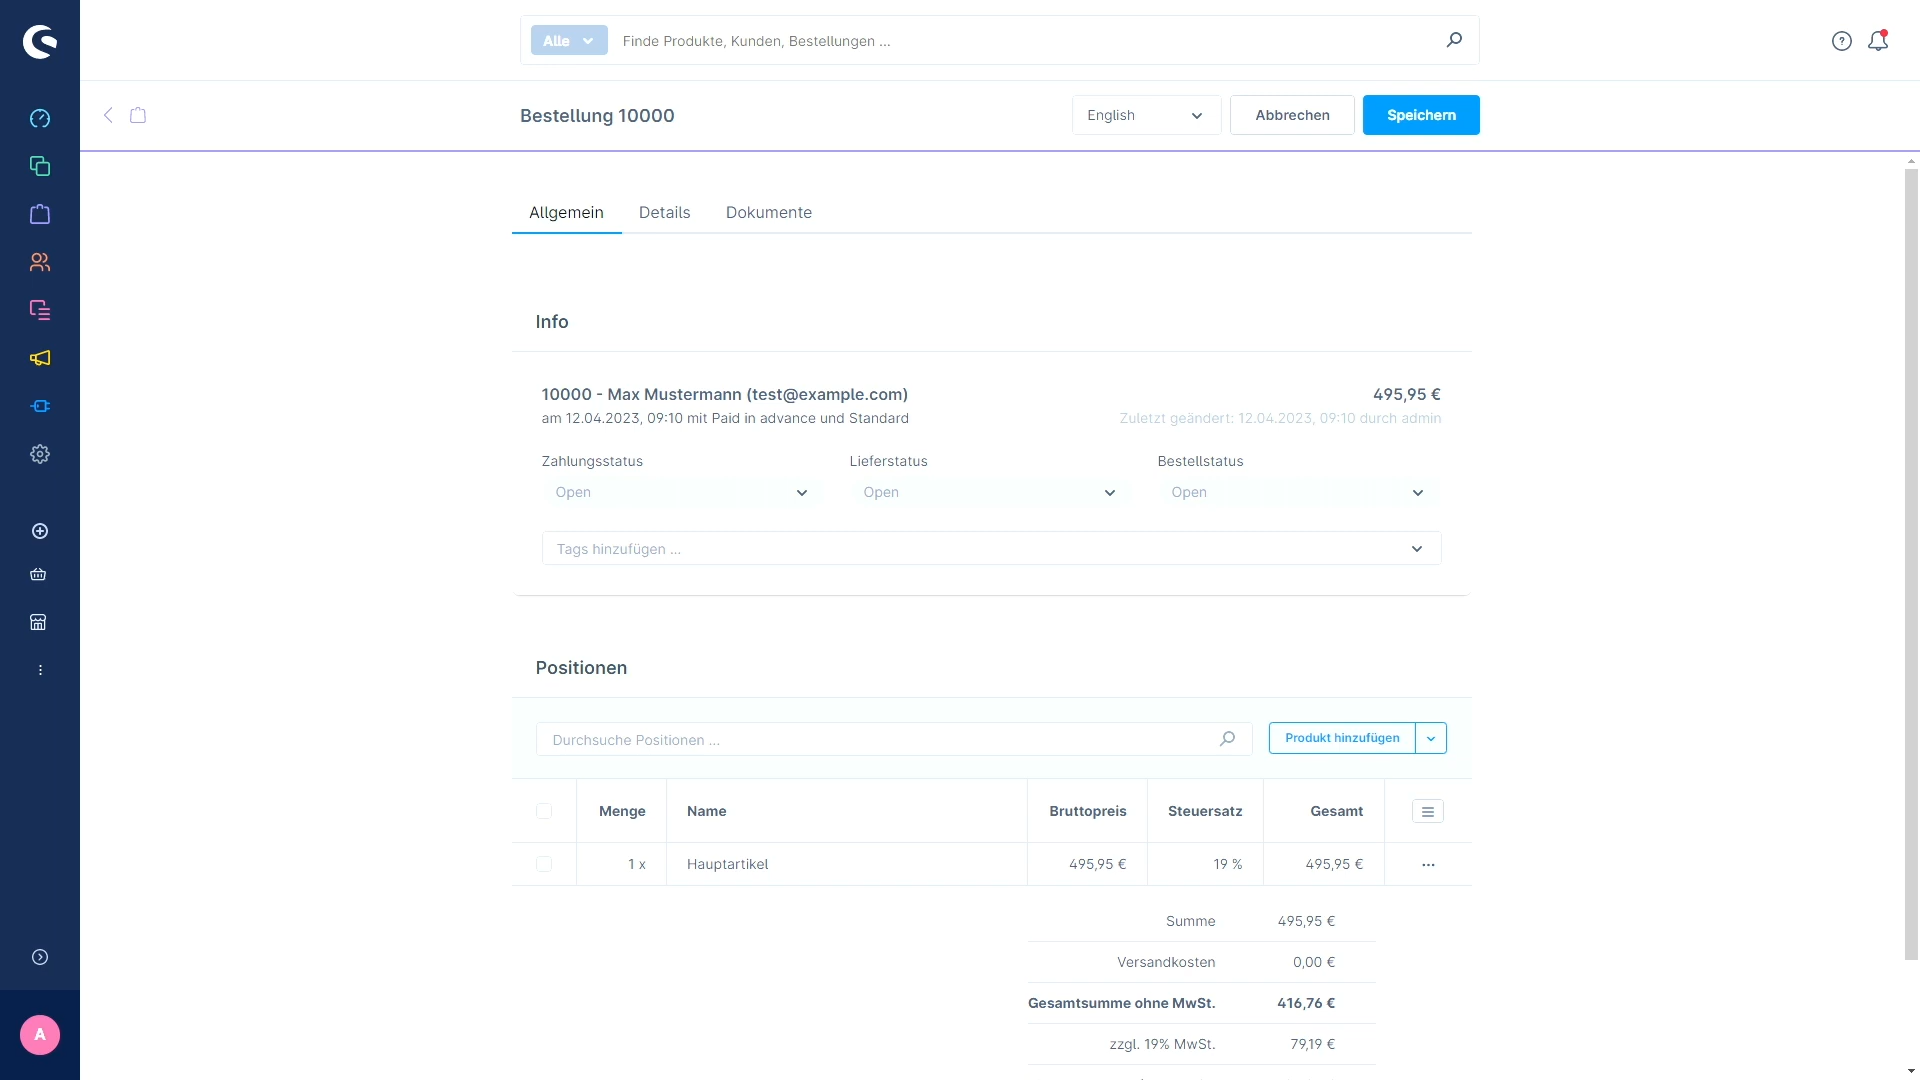 Alle
Finde Produkte, Kunden, Bestellungen ...
Bestellung 10000
English
Abbrechen
Speichern
Allgemein
Details
Dokumente
Info
10000 - Max Mustermann (test@example.com)
495,95 €
am 12.04.2023, 09:10 mit Paid in advance und Standard
Zuletzt geändert: 12.04.2023, 09:10 durch admin
Zahlungsstatus
Lieferstatus
Bestellstatus
Open
Open
Open
Tags hinzufügen ...
Positionen
Durchsuche Positionen ...
Produkt hinzufügen
Menge
Name
Bruttopreis
Steuersatz
Gesamt
1 x
Hauptartikel
495,95 €
19 %
495,95 €
Summe
495,95 €
Versandkosten
0,00 €
Gesamtsumme ohne MwSt.
416,76 €
zzgl. 19% MwSt.
79,19 €
A